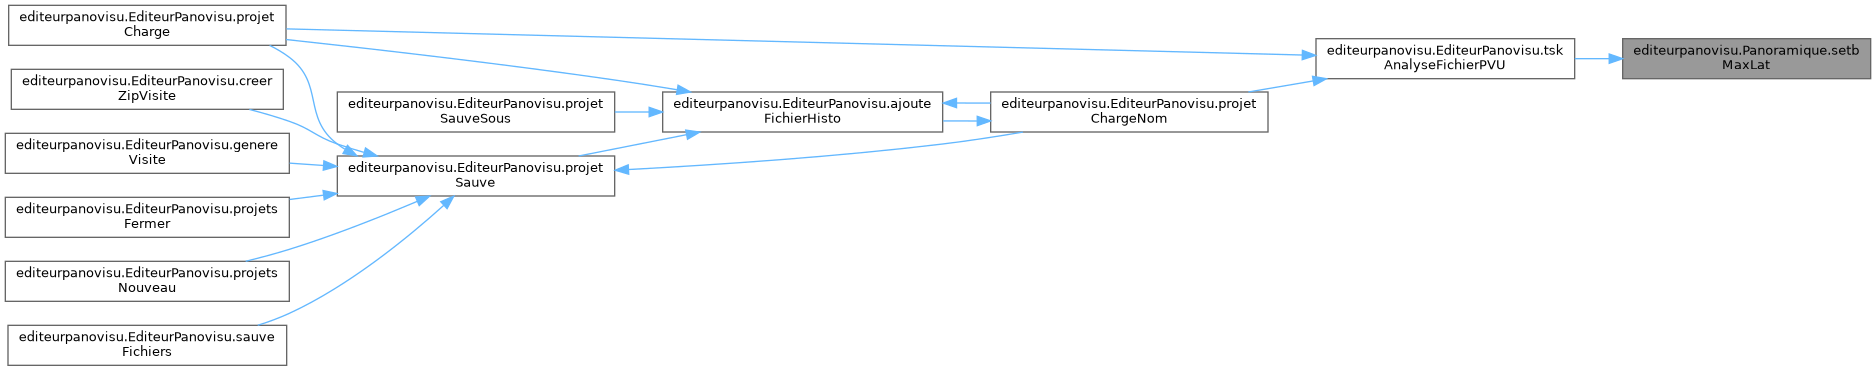 editeurpanovisu.EditeurPanovisu.projet
Charge
editeurpanovisu.EditeurPanovisu.creer
ZipVisite
editeurpanovisu.EditeurPanovisu.genere
Visite
editeurpanovisu.EditeurPanovisu.projets
Fermer
editeurpanovisu.EditeurPanovisu.projets
Nouveau
editeurpanovisu.EditeurPanovisu.sauve
Fichiers
editeurpanovisu.EditeurPanovisu.projet
SauveSous
editeurpanovisu.EditeurPanovisu.projet
Sauve
editeurpanovisu.EditeurPanovisu.ajoute
FichierHisto
editeurpanovisu.EditeurPanovisu.projet
ChargeNom
editeurpanovisu.EditeurPanovisu.tsk
AnalyseFichierPVU
editeurpanovisu.Panoramique.setb
MaxLat